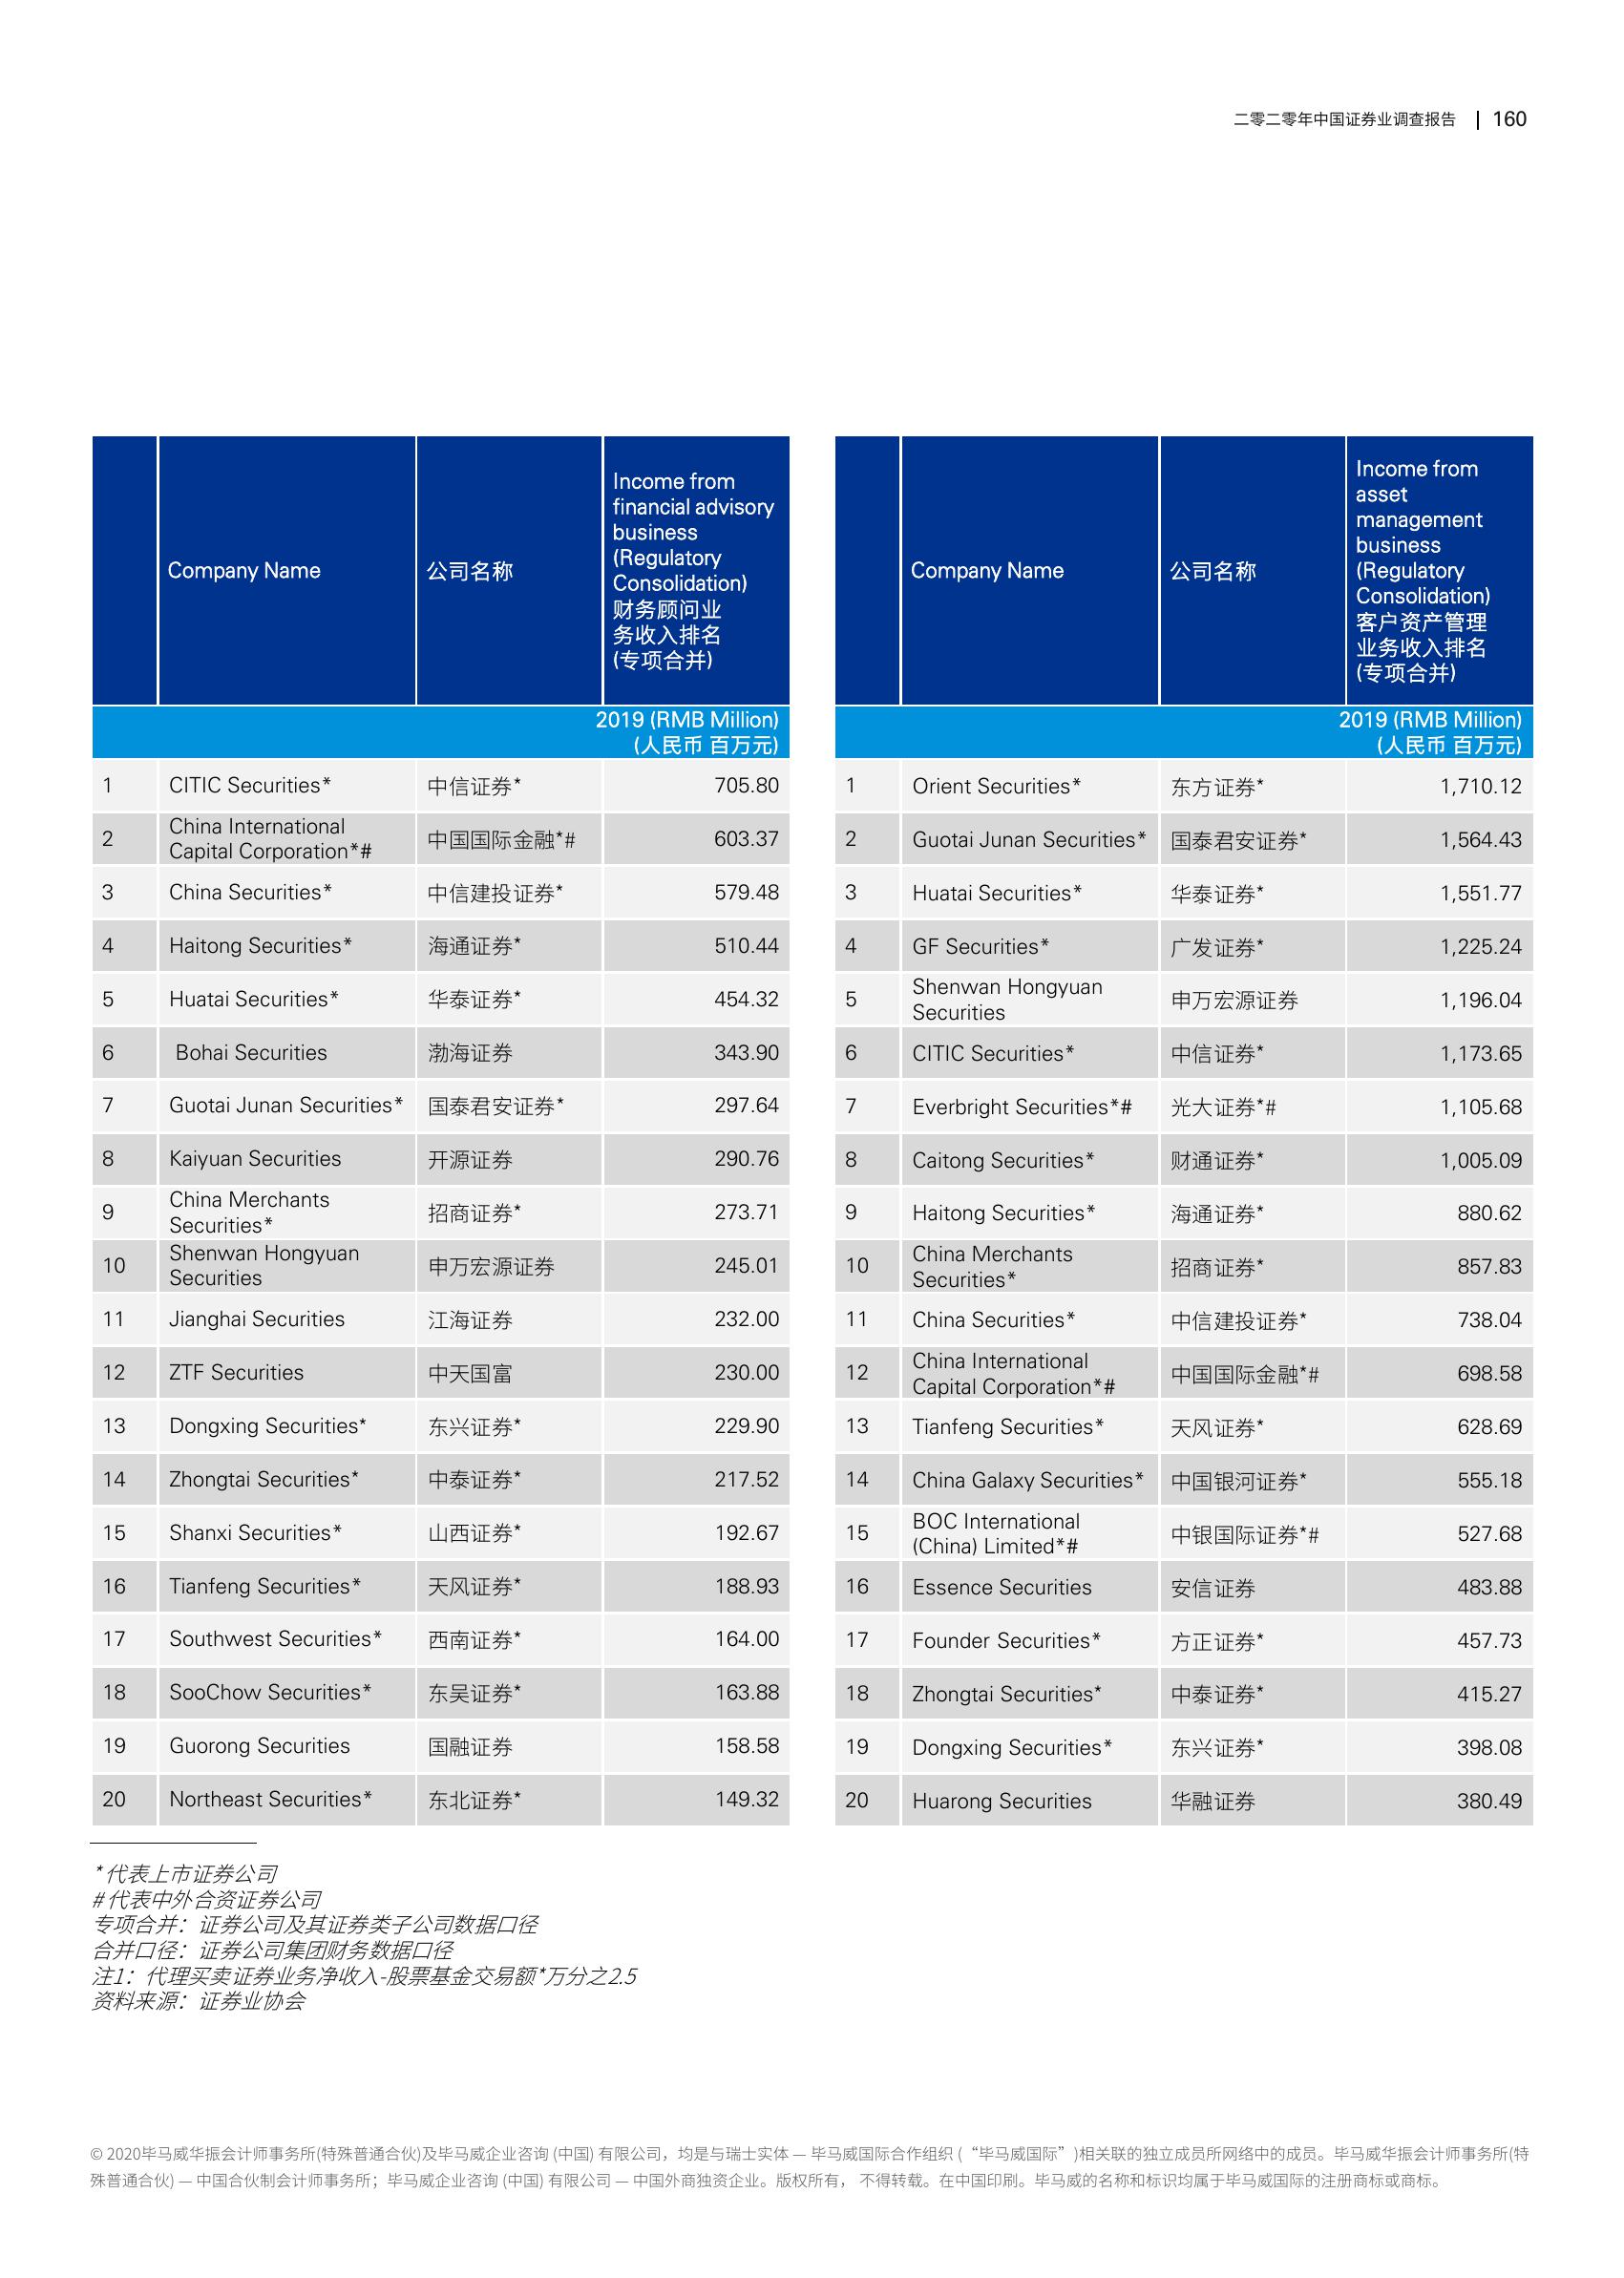 二零二零年中国证券业调查报告 | 160
Company Name
公司名称
Income from
financial advisory
business
(Regulatory
Consolidation)
财务顾问业
务收入排名
(专项合并)
2019 (RMB Million)
(人民币 百万元)
1 CITIC Securities* 中信证券* 705.80
2 China International
Capital Corporation*# 中国国际金融*# 603.37
3 China Securities* 中信建投证券* 579.48
4 Haitong Securities* 海通证券* 510.44
5 Huatai Securities* 华泰证券* 454.32
6 Bohai Securities 渤海证券 343.90
7 Guotai Junan Securities* 国泰君安证券* 297.64
8 Kaiyuan Securities 开源证券 290.76
9 China Merchants
Securities* 招商证券* 273.71
10 Shenwan Hongyuan
Securities 申万宏源证券 245.01
11 Jianghai Securities 江海证券 232.00
12 ZTF Securities 中天国富 230.00
13 Dongxing Securities* 东兴证券* 229.90
14 Zhongtai Securities* 中泰证券* 217.52
15 Shanxi Securities* 山西证券* 192.67
16 Tianfeng Securities* 天风证券* 188.93
17 Southwest Securities* 西南证券* 164.00
18 SooChow Securities* 东吴证券* 163.88
19 Guorong Securities 国融证券 158.58
20 Northeast Securities* 东北证券* 149.32
Company Name
公司名称
Income from
asset
management
business
(Regulatory
Consolidation)
客户资产管理
业务收入排名
(专项合并)
2019 (RMB Million)
(人民币 百万元)
1 Orient Securities* 东方证券* 1,710.12
2 Guotai Junan Securities* 国泰君安证券* 1,564.43
3 Huatai Securities* 华泰证券* 1,551.77
4 GF Securities* 广发证券* 1,225.24
5 Shenwan Hongyuan
Securities 申万宏源证券 1,196.04
6 CITIC Securities* 中信证券* 1,173.65
7 Everbright Securities*# 光大证券*# 1,105.68
8 Caitong Securities* 财通证券* 1,005.09
9 Haitong Securities* 海通证券* 880.62
10 China Merchants
Securities* 招商证券* 857.83
11 China Securities* 中信建投证券* 738.04
12 China International
Capital Corporation*# 中国国际金融*# 698.58
13 Tianfeng Securities* 天风证券* 628.69
14 China Galaxy Securities* 中国银河证券* 555.18
15 BOC International
(China) Limited*# 中银国际证券*# 527.68
16 Essence Securities 安信证券 483.88
17 Founder Securities* 方正证券* 457.73
18 Zhongtai Securities* 中泰证券* 415.27
19 Dongxing Securities* 东兴证券* 398.08
20 Huarong Securities 华融证券 380.49
*代表上市证券公司
#代表中外合资证券公司
专项合并：证券公司及其证券类子公司数据口径
合并口径：证券公司集团财务数据口径
注1：代理买卖证券业务净收入-股票基金交易额*万分之2.5
资料来源：证券业协会
© 2020毕马威华振会计师事务所(特殊普通合伙)及毕马威企业咨询 (中国) 有限公司，均是与瑞士实体 — 毕马威国际合作组织 (“毕马威国际”)相关联的独立成员所网络中的成员。毕马威华振会计师事务所(特
殊普通合伙) — 中国合伙制会计师事务所；毕马威企业咨询 (中国) 有限公司 — 中国外商独资企业。版权所有， 不得转载。在中国印刷。毕马威的名称和标识均属于毕马威国际的注册商标或商标。